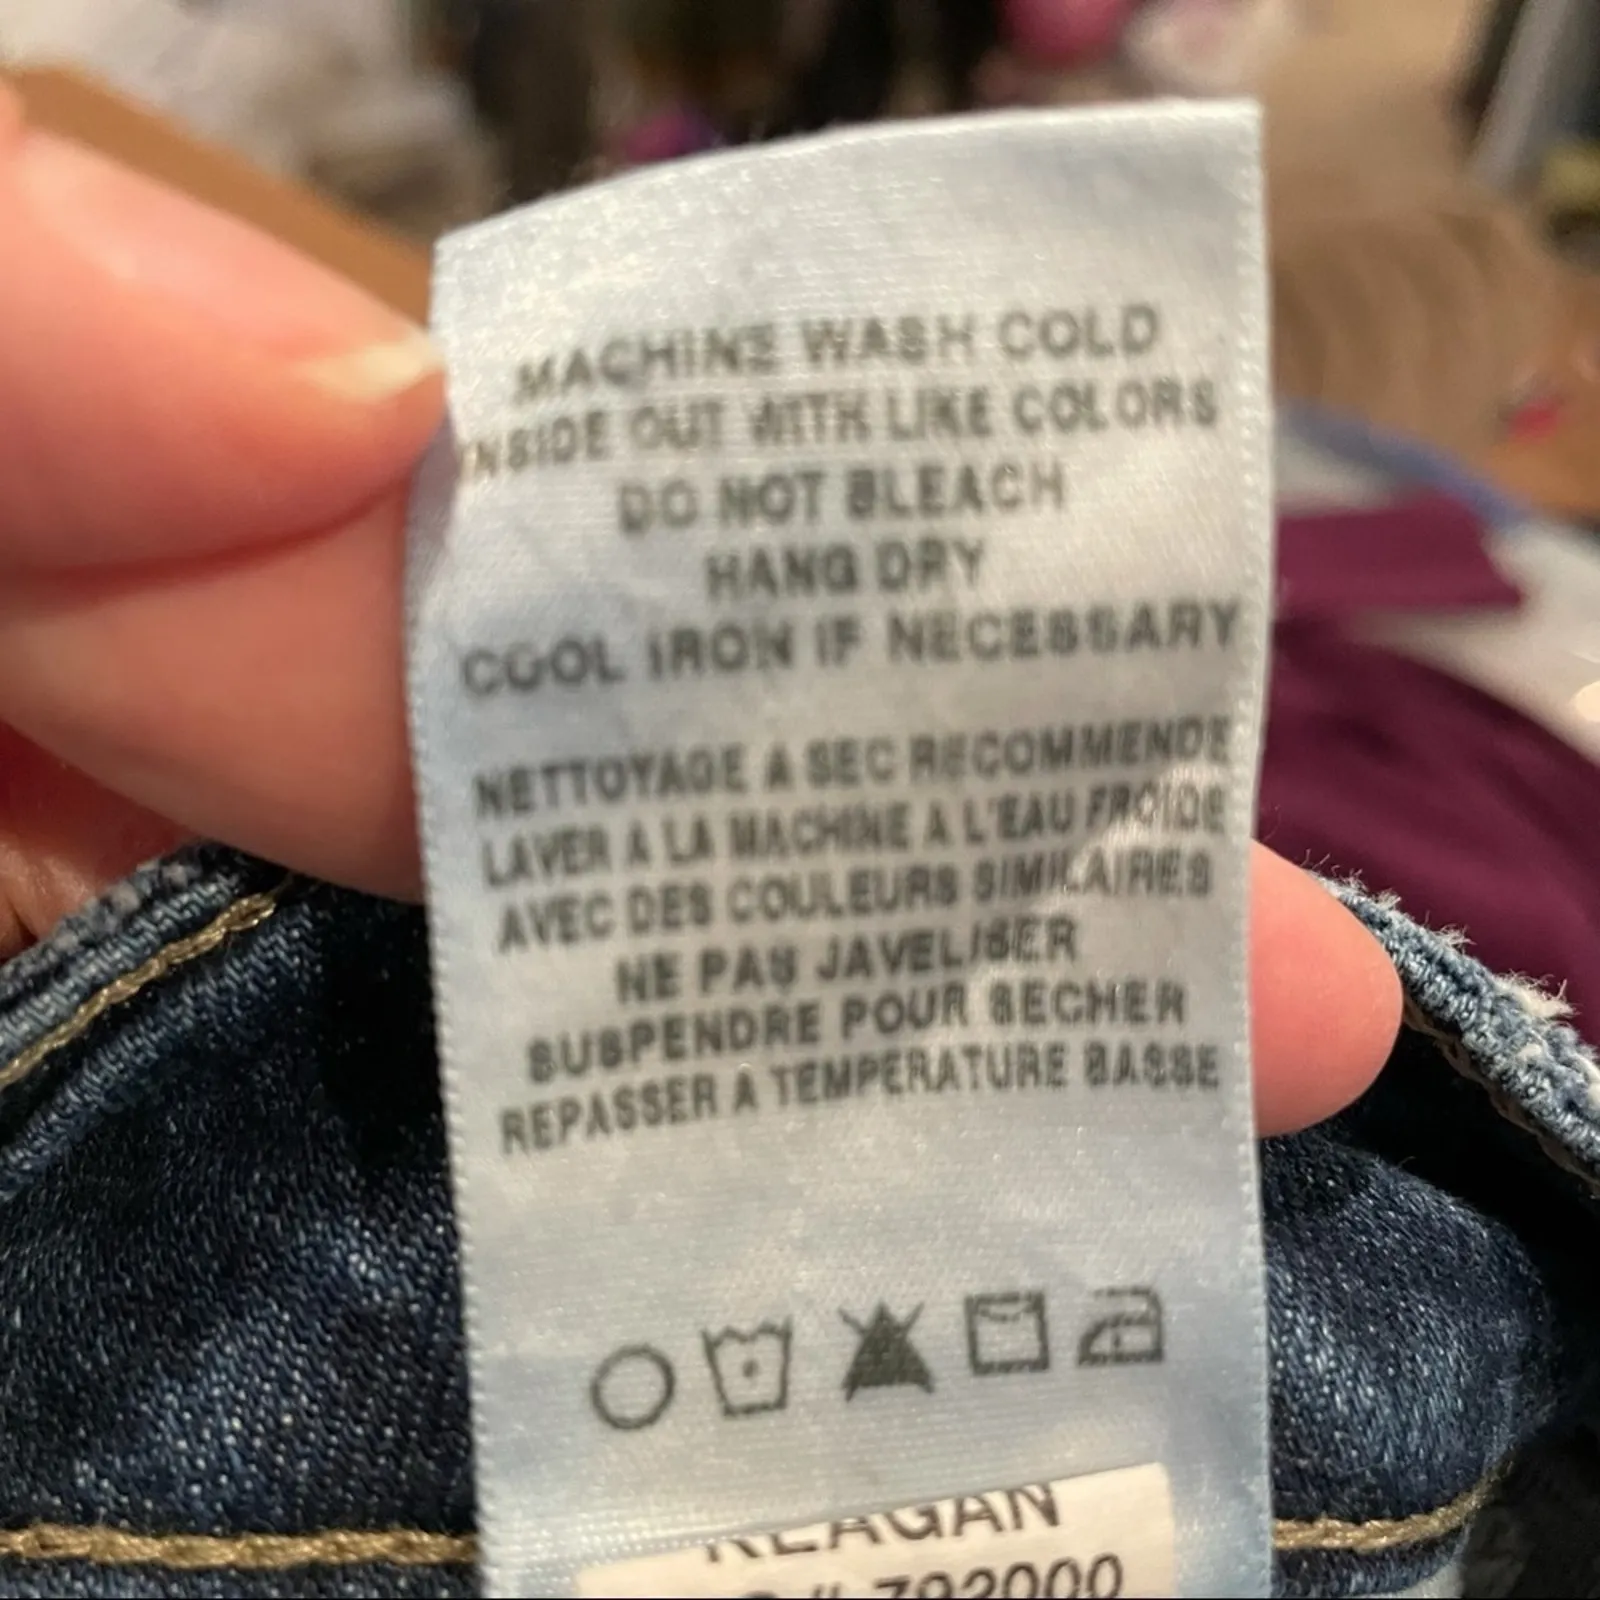 MACHINE WASH COLD
INSIDE OUT WITH LIKE COLORS
DO NOT BLEACH
HANG DRY
COOL IRON IF NECESSARY
NETTOYAGE A SEC RECOMMENDE
LAVER A LA MACHINE A L'EAU FROIDE
AVEC DES COULEURS SIMILAIRES
NE PAS JAVELISER
SUSPENDRE POUR SECHER
REPASSER A TEMPERATURE BASSE
REAGAN
792000